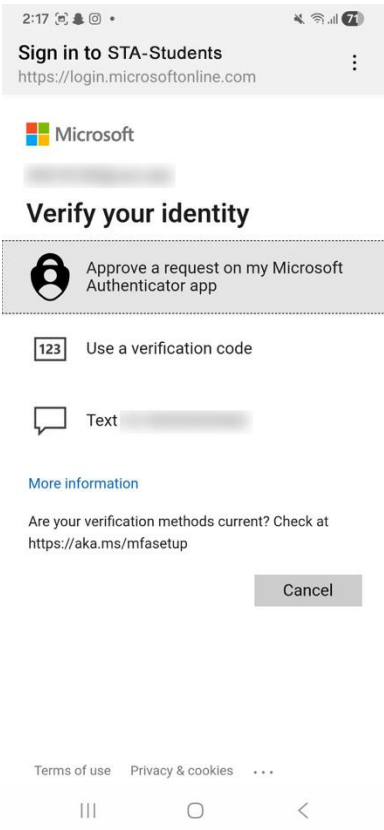 2:17
71
Sign in to STA-Students
https://login.microsoftonline.com
Microsoft
Verify your identity
Approve a request on my Microsoft
Authenticator app
123
Use a verification code
Text
More information
Are your verification methods current? Check at
https://aka.ms/mfasetup
Cancel
Terms of use Privacy & cookies ...